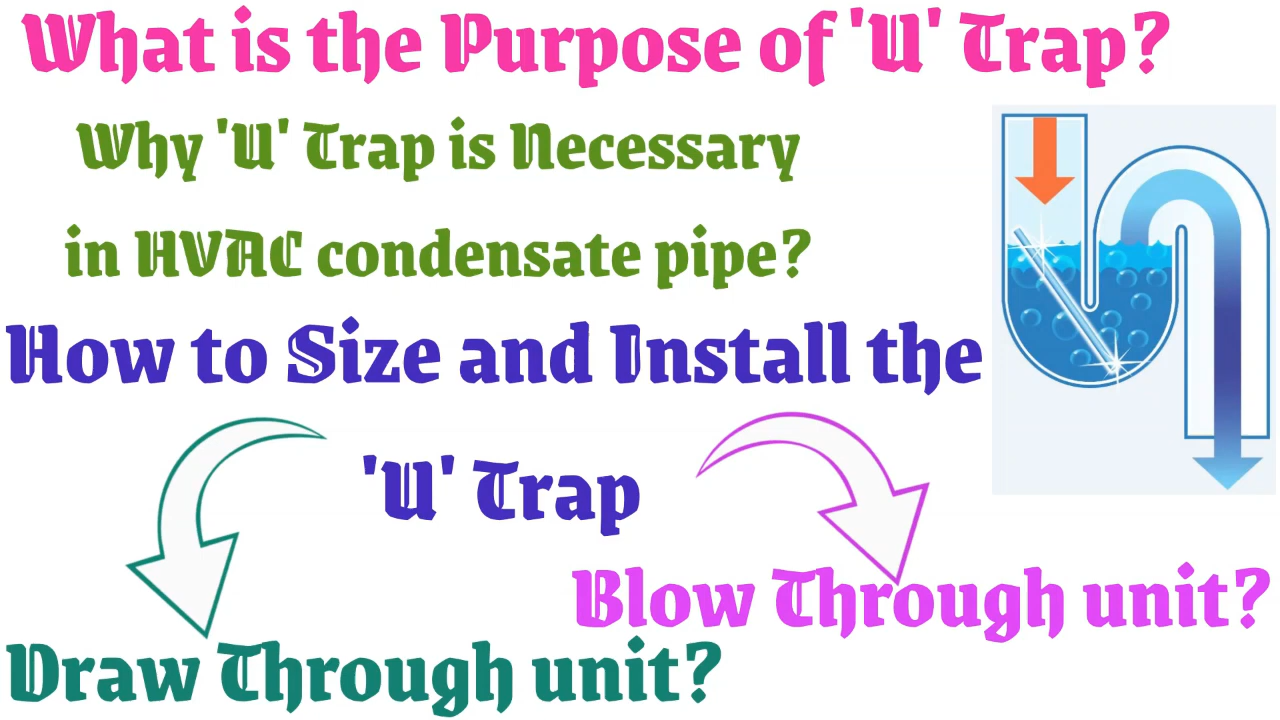 What is the Purpose of 'U' Trap?
Why 'U' Trap is Necessary
in HVAC condensate pipe?
How to Size and Install the
'U' Trap
Blow Through unit?
Draw Through unit?